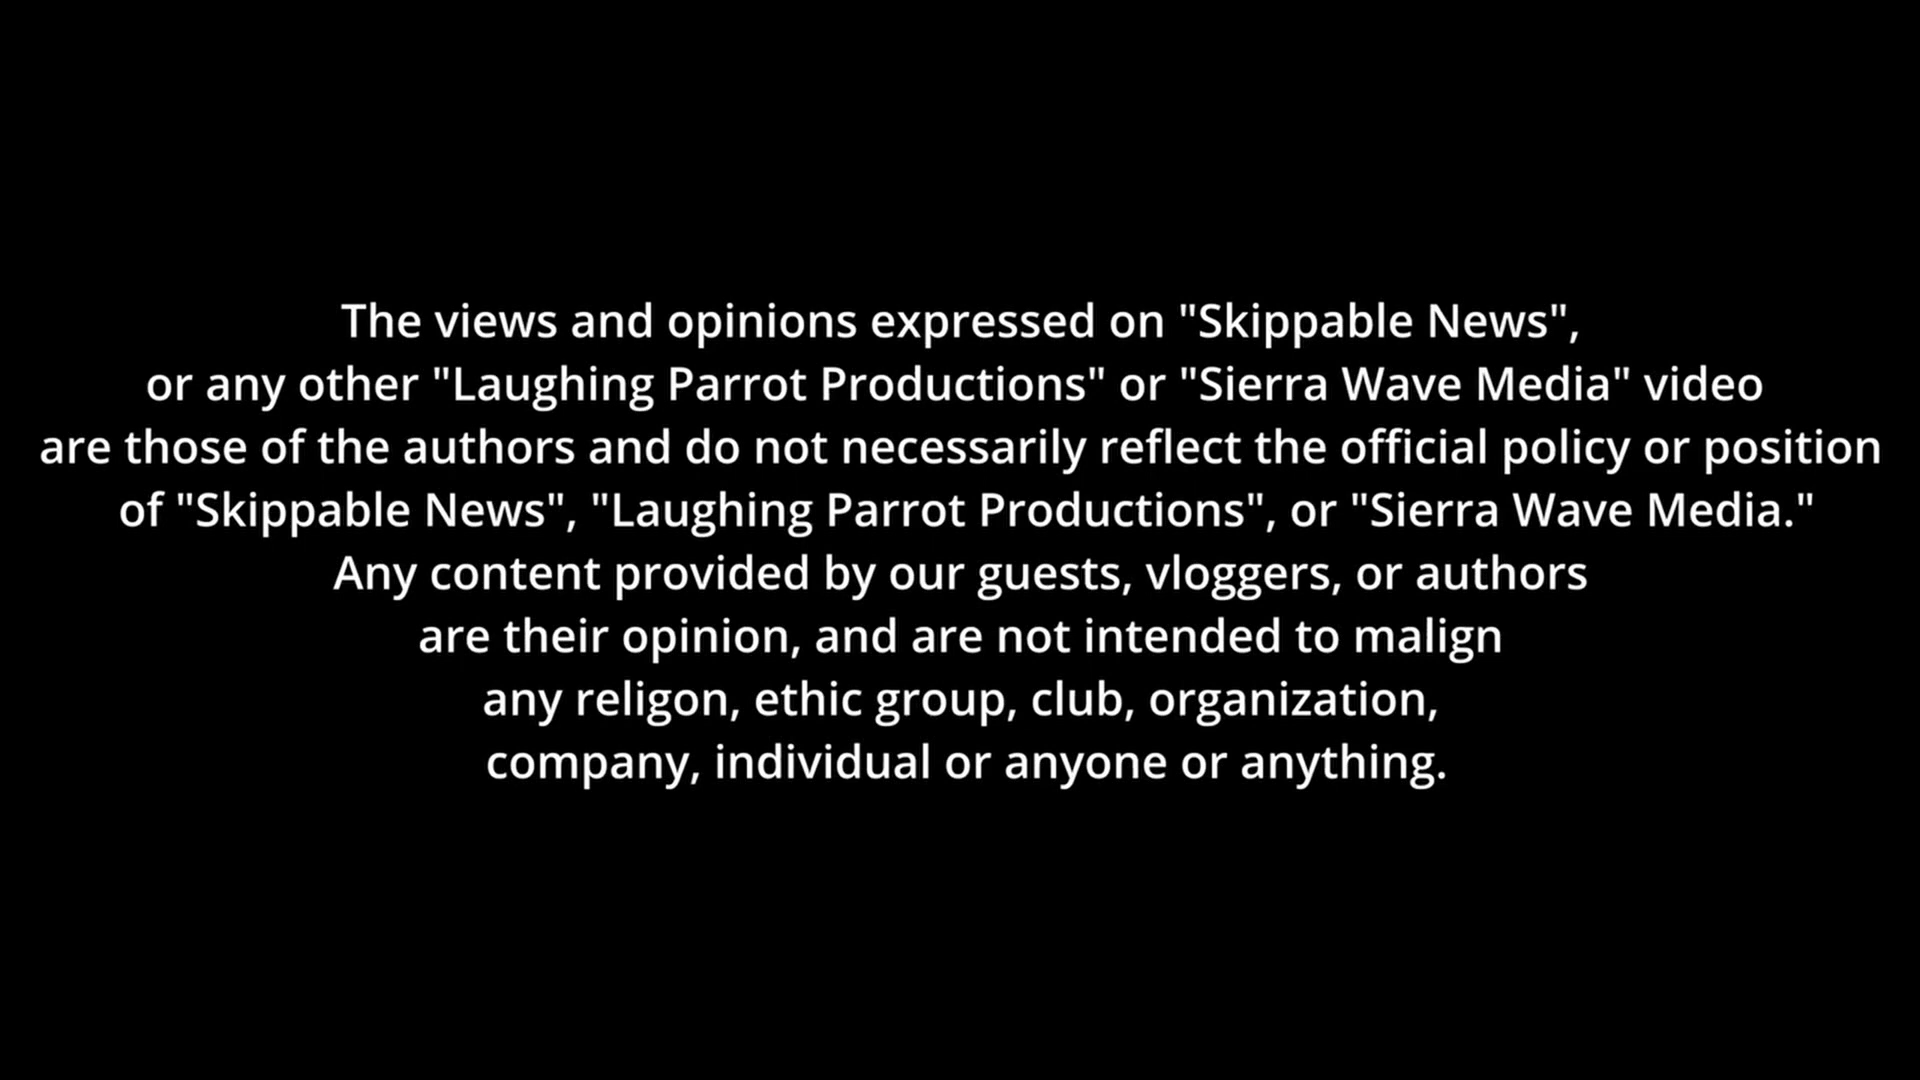 The views and opinions expressed on "Skippable News",
or any other "Laughing Parrot Productions" or "Sierra Wave Media" video
are those of the authors and do not necessarily reflect the official policy or position
of "Skippable News", "Laughing Parrot Productions", or "Sierra Wave Media."
Any content provided by our guests, vloggers, or authors
are their opinion, and are not intended to malign
any religon, ethic group, club, organization,
company, individual or anyone or anything.